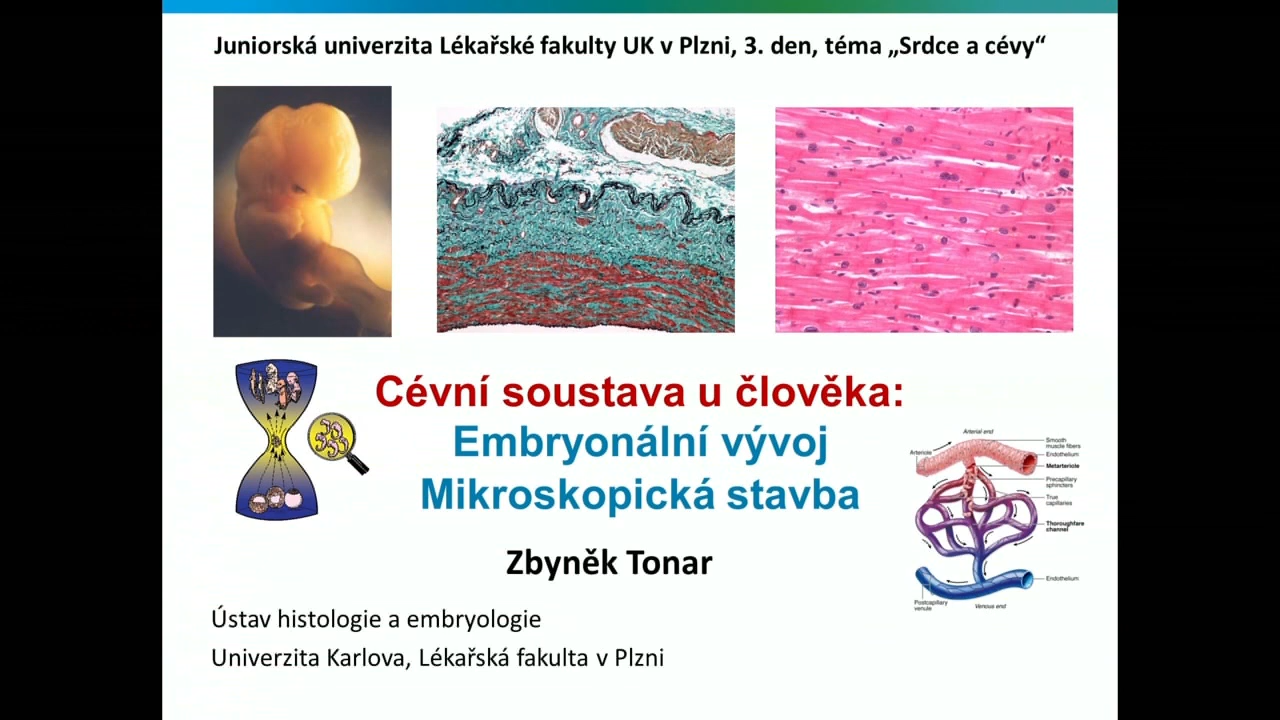 Juniorská univerzita Lékařské fakulty UK v Plzni, 3. den, téma „Srdce a cévy“
Cévní soustava u člověka:
Embryonální vývoj
Mikroskopická stavba
Zbyněk Tonar
Ústav histologie a embryologie
Univerzita Karlova, Lékařská fakulta v Plzni
Arterial end
Arteriole
Smooth
muscle fibers
Endothelium
Metarteriole
Precapillary
sphincters
True
capillaries
Thoroughfare
channel
Endothelium
Postcapillary
venule
Venous end